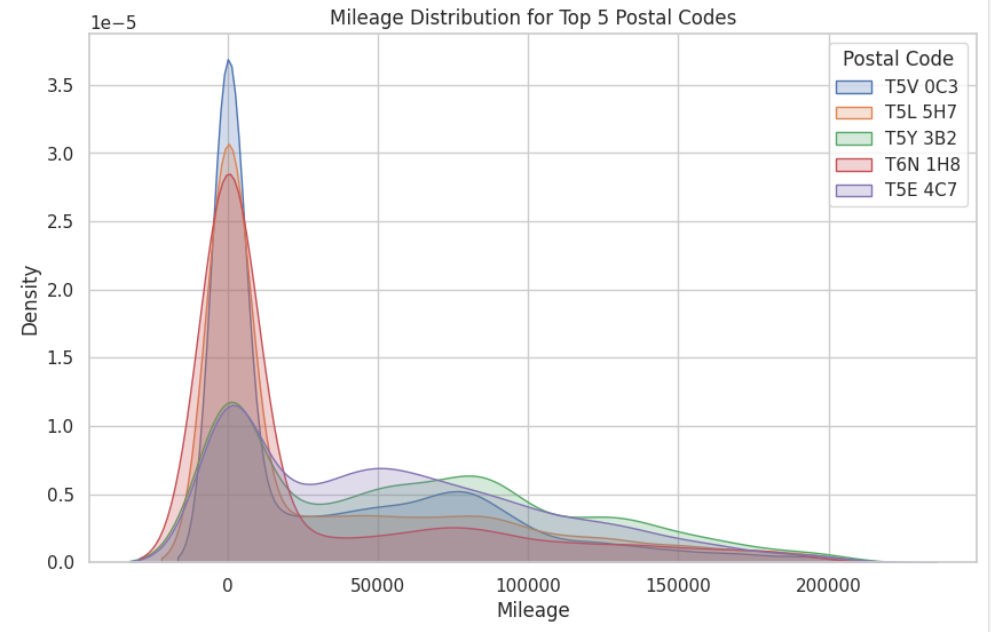 Mileage Distribution for Top 5 Postal Codes
1e−5
Postal Code
T5V 0C3
T5L 5H7
T5Y 3B2
T6N 1H8
T5E 4C7
3.5
3.0
2.5
2.0
1.5
1.0
0.5
0.0
Density
0 50000 100000 150000 200000
Mileage